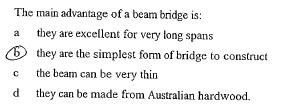 The main advantage of a beam bridge is:
a they are excellent for very long spans
b they are the simplest form of bridge to construct
c the beam can be very thin
d they can be made from Australian hardwood.